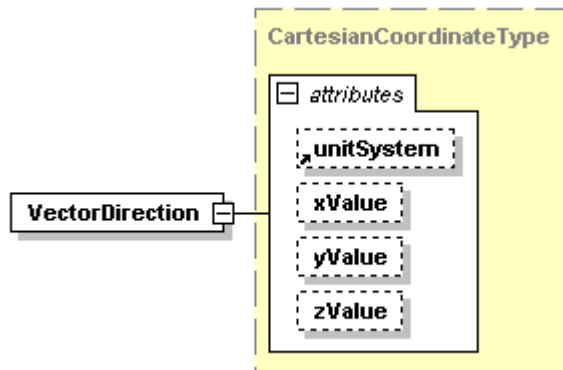 CartesianCoordinateType
attributes
unitSystem
VectorDirection
xValue
yValue
zValue